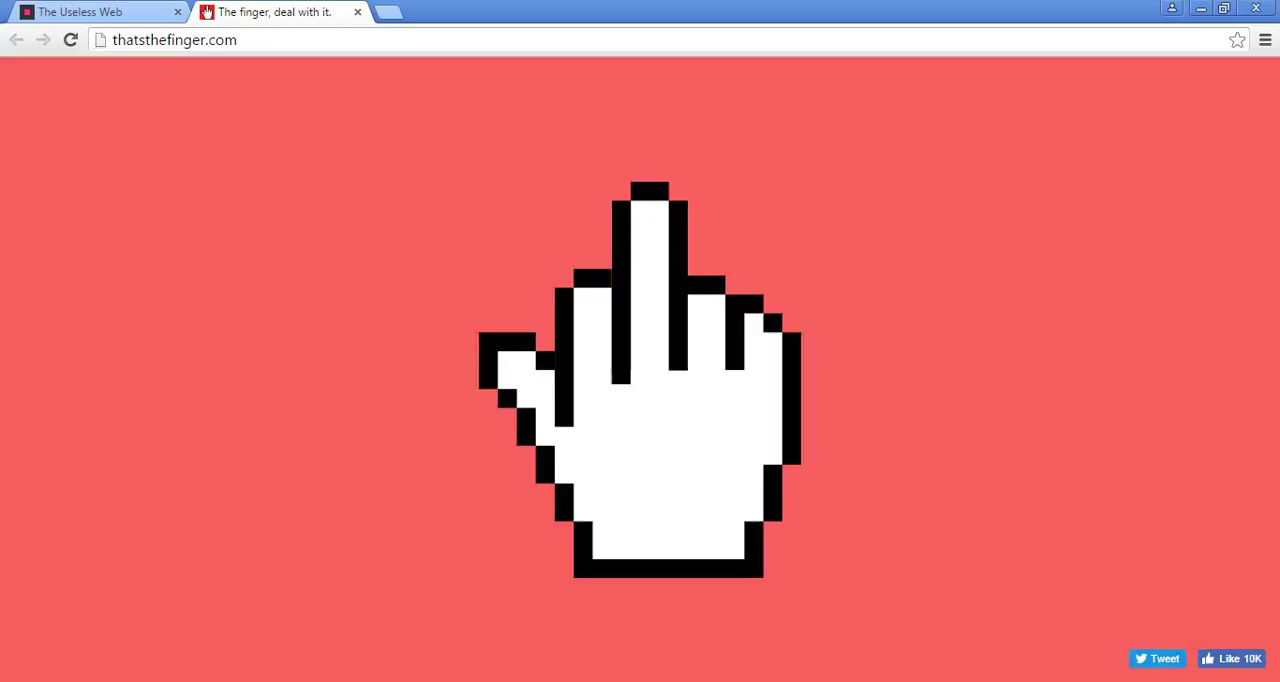 The Useless Web
The finger, deal with it.
thatsthefinger.com
Tweet
Like 10K